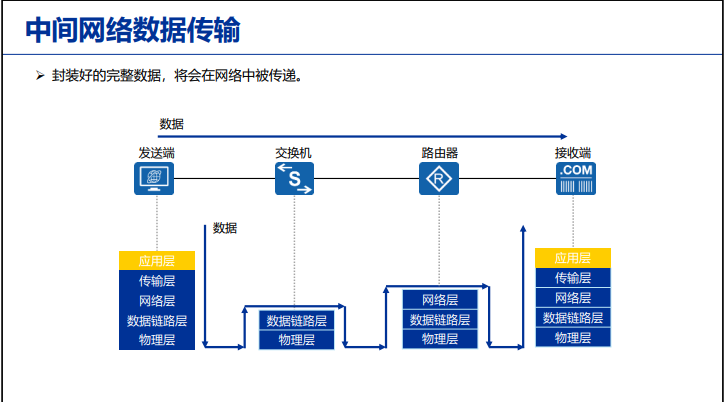 中间网络数据传输
➢ 封装好的完整数据，将会在网络中被传递。
数据
发送端
交换机
路由器
接收端
S
R
.COM
数据
应用层
传输层
网络层
数据链路层
物理层
数据链路层
物理层
网络层
数据链路层
物理层
应用层
传输层
网络层
数据链路层
物理层